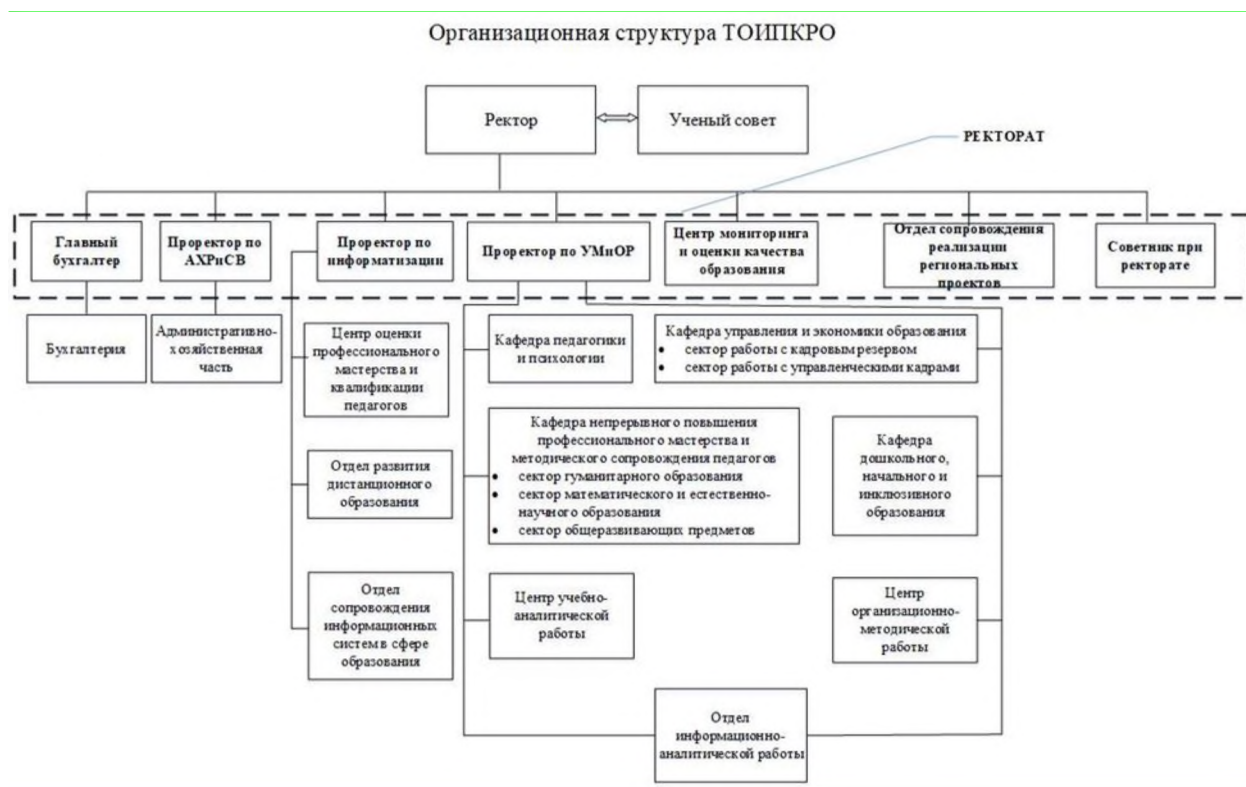 Организационная структура ТОИПКРО
Ректор
Ученый совет
РЕКТОРАТ
Главный
бухгалтер
Проректор по
АХРиСВ
Проректор по
информатизации
Проректор по УМиОР
Центр мониторинга
и оценки качества
образования
Отдел сопровождения
реализации
региональных
проектов
Советник при
ректорате
Бухгалтерия
Административно-
хозяйственная
часть
Центр оценки
профессионального
мастерства и
квалификации
педагогов
Кафедра педагогики
и психологии
Кафедра управления и экономики образования
• сектор работы с кадровым резервом
• сектор работы с управленческими кадрами
Отдел развития
дистанционного
образования
Кафедра непрерывного повышения
профессионального мастерства и
методического сопровождения педагогов
• сектор гуманитарного образования
• сектор математического и естественно-
научного образования
• сектор общеразвивающих предметов
Кафедра
дошкольного,
начального и
инклюзивного
образования
Отдел
сопровождения
информационных
систем в сфере
образования
Центр учебно-
аналитической
работы
Центр
организационно-
методической
работы
Отдел
информационно-
аналитической работы